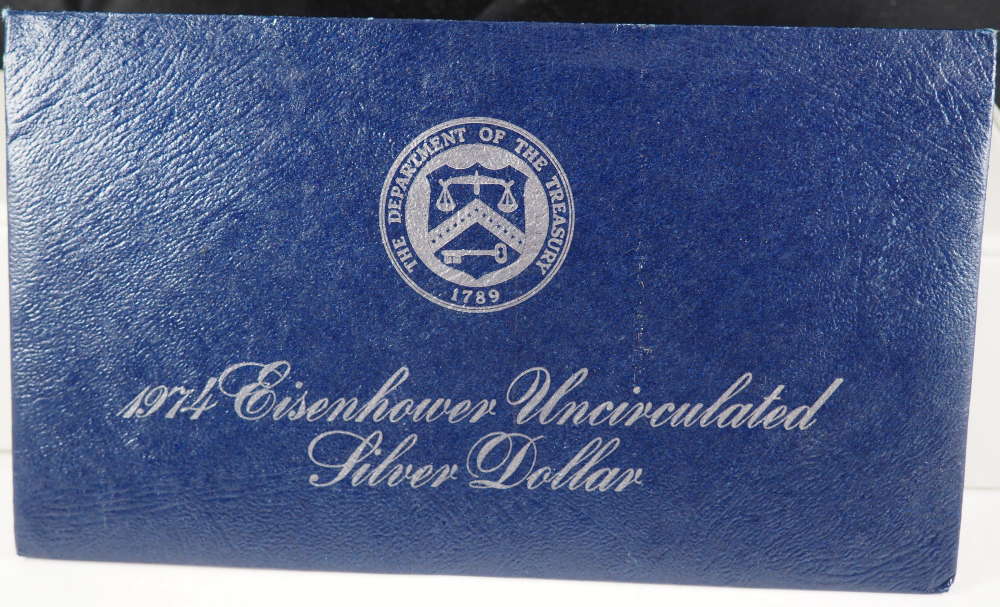 THE DEPARTMENT OF THE TREASURY
1789
1974 Eisenhower Uncirculated
Silver Dollar